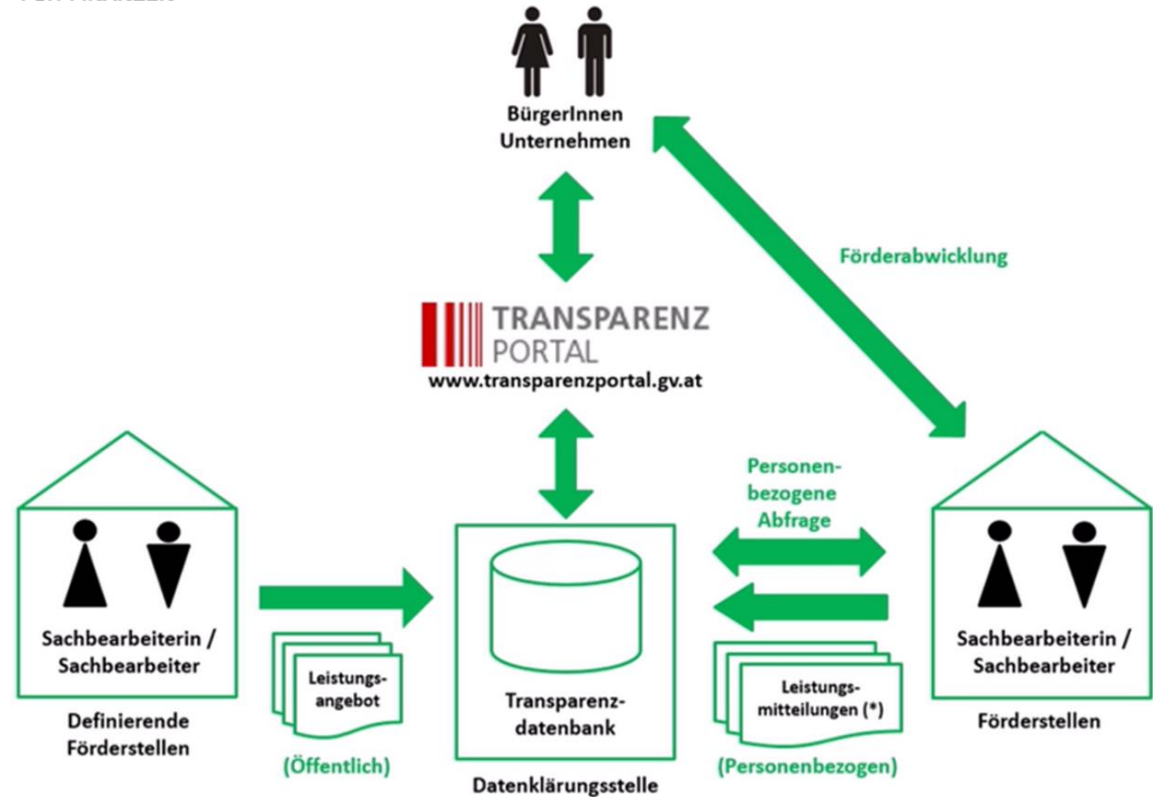 BürgerInnen
Unternehmen
Förderabwicklung
TRANSPARENZ
PORTAL
www.transparenzportal.gv.at
Personen-
bezogene
Abfrage
Sachbearbeiterin /
Sachbearbeiter
Definierende
Förderstellen
Leistungs-
angebot
(Öffentlich)
Transparenz-
datenbank
Datenklärungsstelle
Leistungs-
mitteilungen (*)
(Personenbezogen)
Sachbearbeiterin /
Sachbearbeiter
Förderstellen